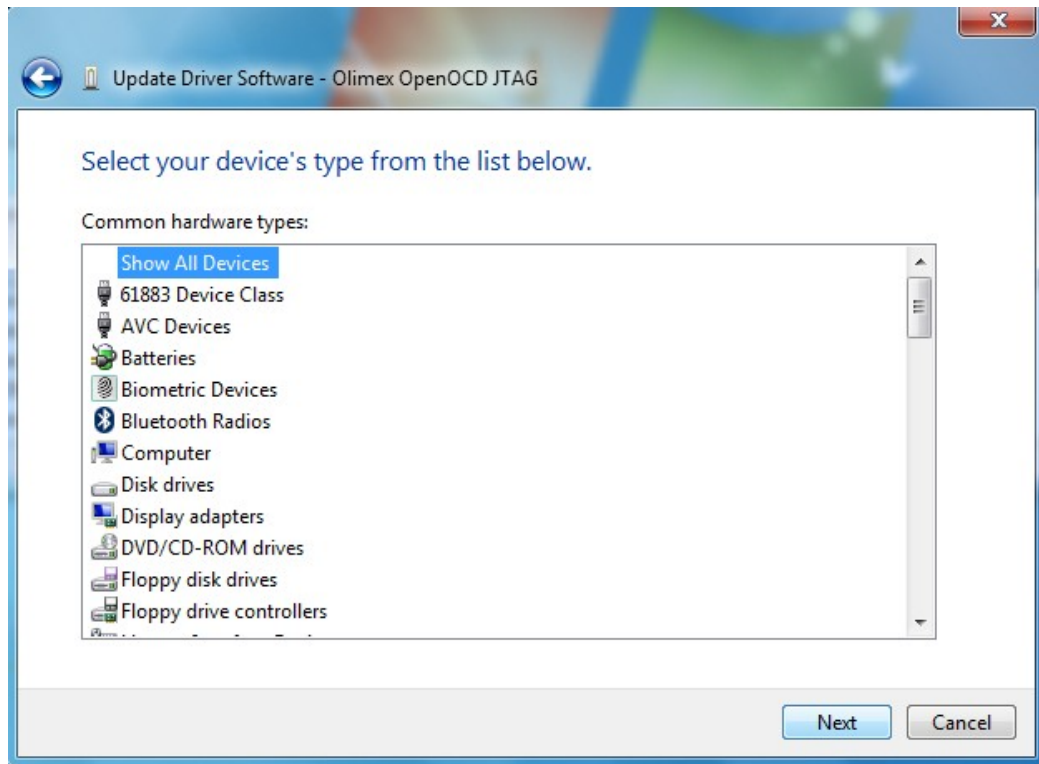 Update Driver Software - Olimex OpenOCD JTAG
Select your device's type from the list below.
Common hardware types:
Show All Devices
61883 Device Class
AVC Devices
Batteries
Biometric Devices
Bluetooth Radios
Computer
Disk drives
Display adapters
DVD/CD-ROM drives
Floppy disk drives
Floppy drive controllers
Next
Cancel